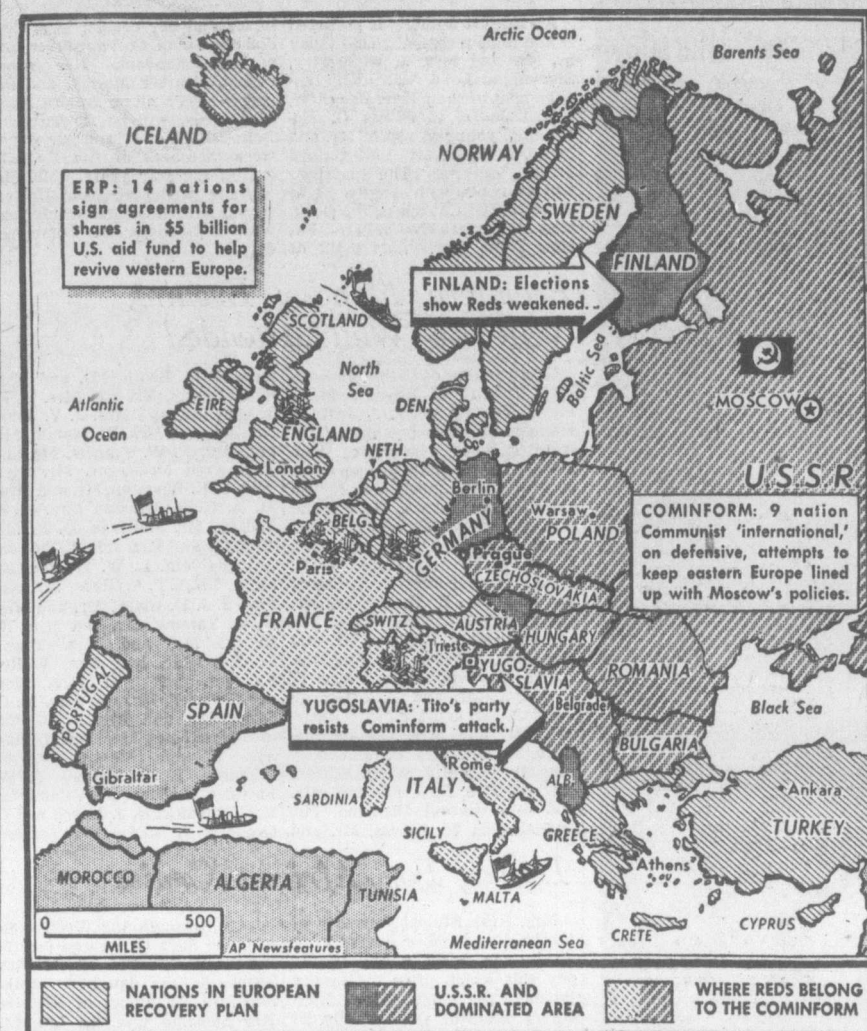 Arctic Ocean
Barents Sea
ICELAND
NORWAY
ERP: 14 nations
sign agreements for
shares in $5 billion
U.S. aid fund to help
revive western Europe.
SWEDEN
FINLAND
FINLAND: Elections
show Reds weakened.
SCOTLAND
North
Sea
Baltic Sea
MOSCOW
Atlantic
Ocean
EIRE
DEN.
ENGLAND
NETH.
London
U.S.S.R.
Berlin
BELG.
GERMANY
Warsaw
POLAND
COMINFORM: 9 nation
Communist 'international,'
on defensive, attempts to
keep eastern Europe lined
up with Moscow's policies.
Paris
Prague
CZECHOSLOVAKIA
FRANCE
SWITZ.
AUSTRIA
HUNGARY
Trieste
YUGO-
SLAVIA
ROMANIA
PORTUGAL
SPAIN
YUGOSLAVIA: Tito's party
resists Cominform attack.
Belgrade
Black Sea
BULGARIA
Gibraltar
Rome
ITALY
ALB.
SARDINIA
Ankara
TURKEY
SICILY
GREECE
Athens
MOROCCO
ALGERIA
TUNISIA
MALTA
CRETE
CYPRUS
0 500
MILES
AP Newsfeatures
Mediterranean Sea
NATIONS IN EUROPEAN
RECOVERY PLAN
U.S.S.R. AND
DOMINATED AREA
WHERE REDS BELONG
TO THE COMINFORM